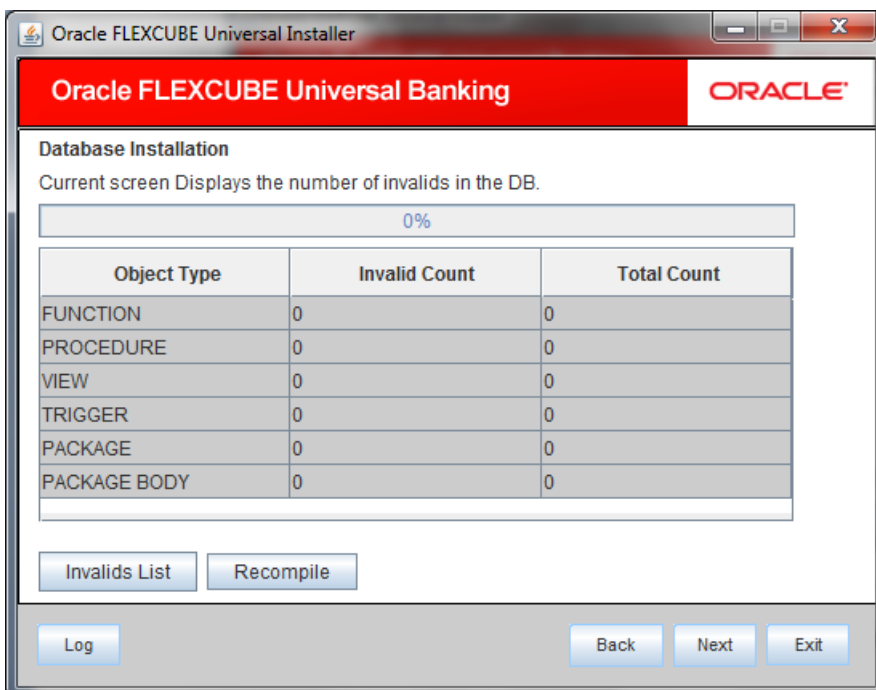 Oracle FLEXCUBE Universal Installer
Oracle FLEXCUBE Universal Banking
ORACLE
Database Installation
Current screen Displays the number of invalids in the DB.
0%
Object Type Invalid Count Total Count
FUNCTION 0 0
PROCEDURE 0 0
VIEW 0 0
TRIGGER 0 0
PACKAGE 0 0
PACKAGE BODY 0 0
Invalids List Recompile
Log Back Next Exit